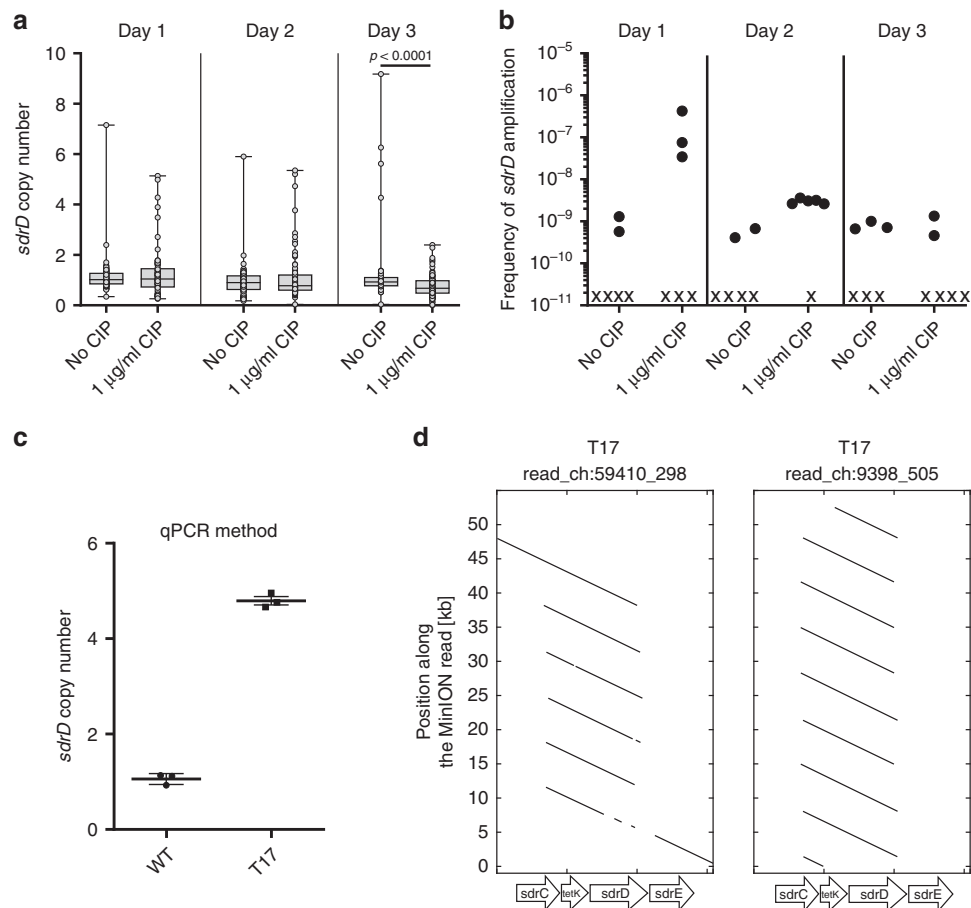 a
Day 1 Day 2 Day 3
p < 0.0001
sdrD copy number
10
8
6
4
2
0
No CIP 1 µg/ml CIP No CIP 1 µg/ml CIP No CIP 1 µg/ml CIP
b
Day 1 Day 2 Day 3
Frequency of sdrD amplification
10⁻⁵
10⁻⁶
10⁻⁷
10⁻⁸
10⁻⁹
10⁻¹⁰
10⁻¹¹
X X X X X X X X X X X X X X X X X X X
No CIP 1 µg/ml CIP No CIP 1 µg/ml CIP No CIP 1 µg/ml CIP
c
qPCR method
sdrD copy number
6
4
2
0
WT T17
d
T17
read_ch:59410_298
T17
read_ch:9398_505
Position along
the MinION read [kb]
50
45
40
35
30
25
20
15
10
5
0
sdrC tetK sdrD sdrE
sdrC tetK sdrD sdrE